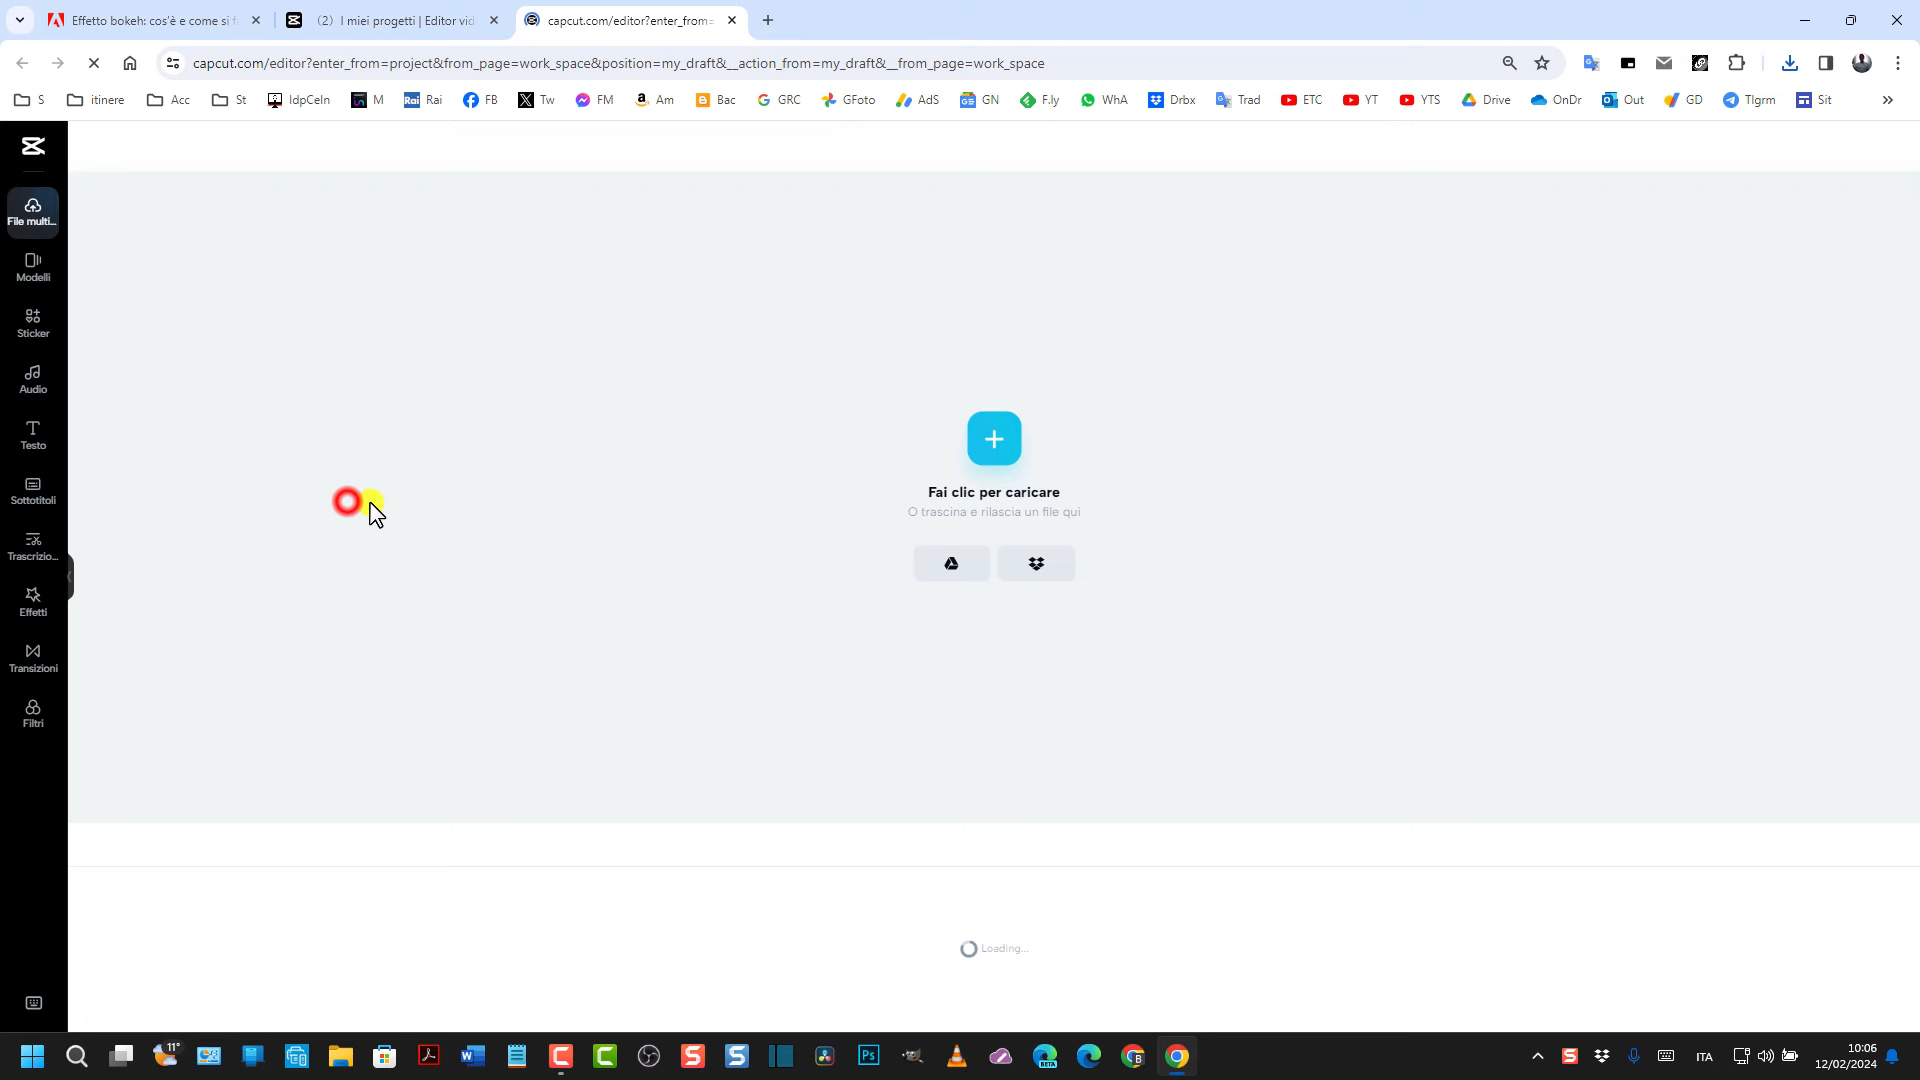 Effetto bokeh: cos'è e come si f
(2) I miei progetti | Editor vid
capcut.com/editor?enter_from=
capcut.com/editor?enter_from=project&from_page=work_space&position=my_draft&__action_from=my_draft&__from_page=work_space
S itinere Acc St IdpCeIn M Rai FB Tw FM Am Bac GRC GFoto AdS GN F.ly WhA Drbx Trad ETC YT YTS Drive OnDr Out GD Tlgrm Sit
File multi...
Modelli
Sticker
Audio
Testo
Sottotitoli
Trascrizio...
Effetti
Transizioni
Filtri
Fai clic per caricare
O trascina e rilascia un file qui
Loading...
11°
BETA
Ps
ITA
10:06
12/02/2024